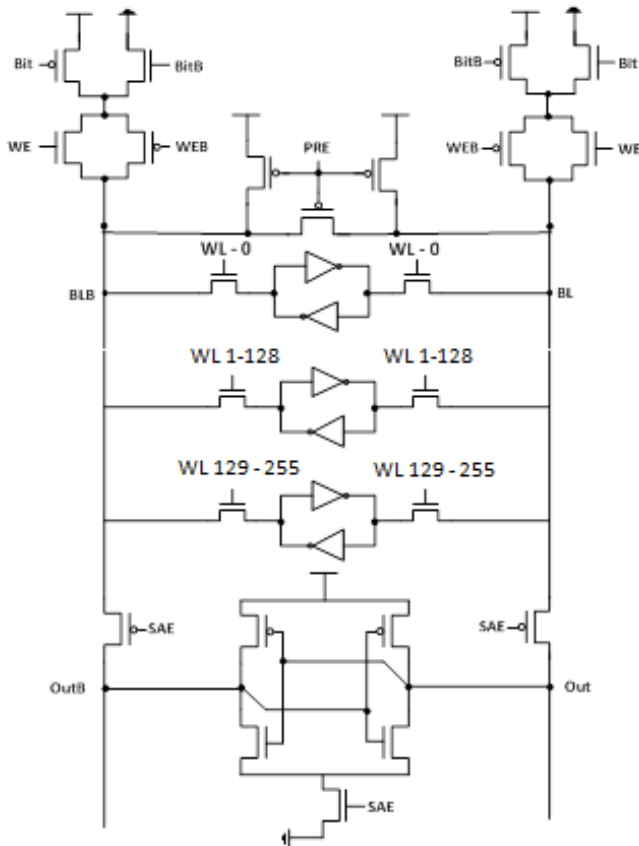 Bit BitB BitB Bit
WE WEB PRE WEB WE
WL - 0 WL - 0
BLB BL
WL 1-128 WL 1-128
WL 129 - 255 WL 129 - 255
SAE SAE
OutB Out
SAE